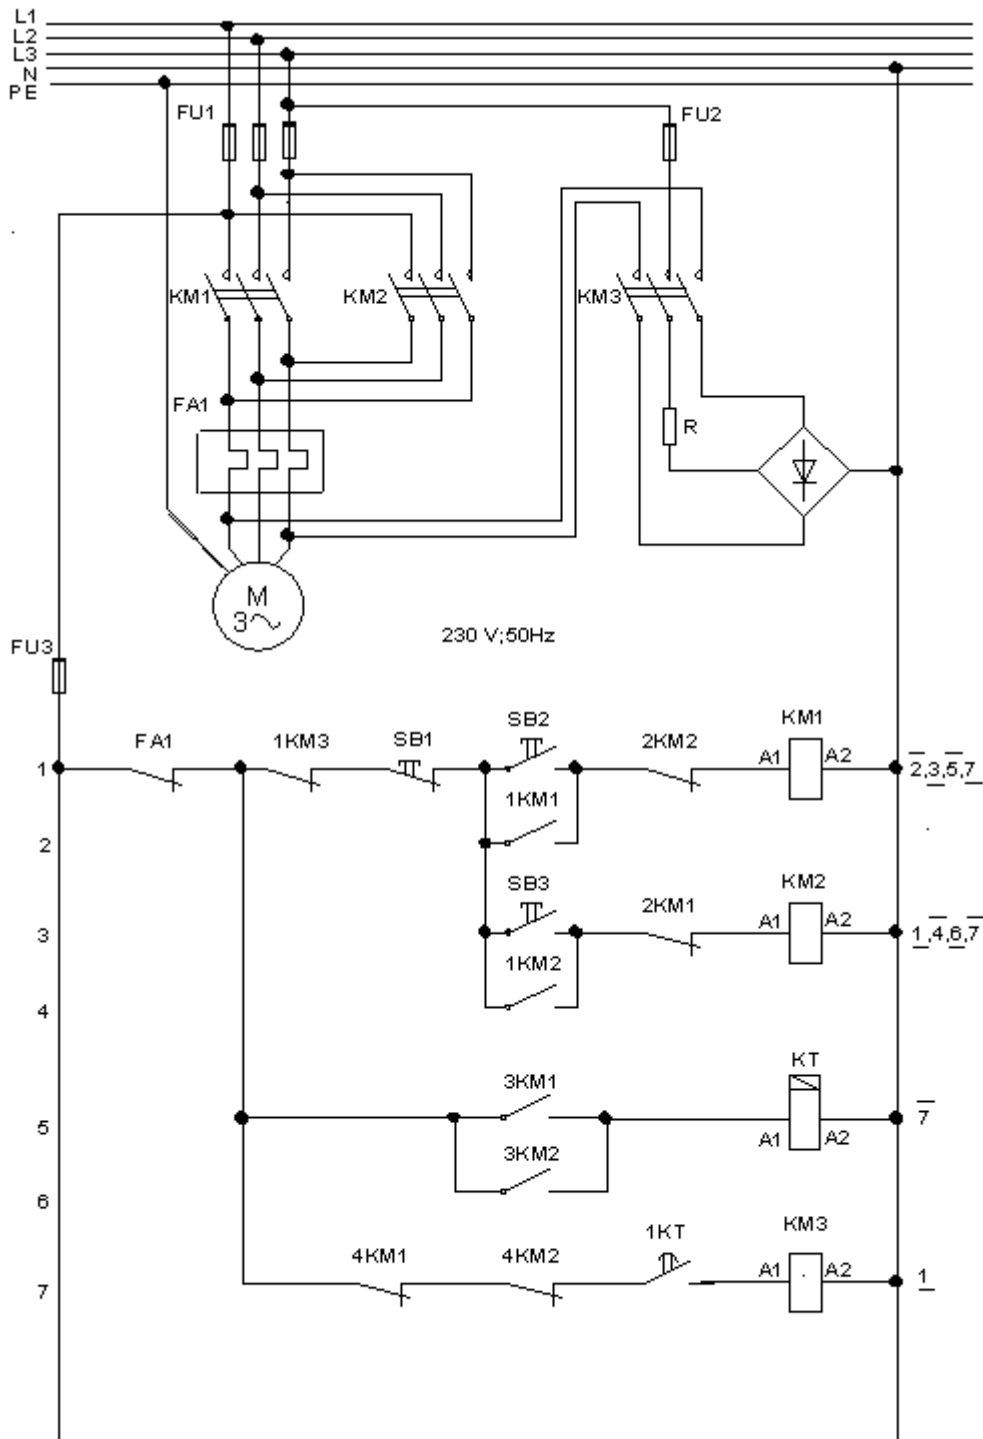 L1
L2
L3
N
PE
FU1
FU2
KM1
KM2
KM3
FA1
R
M
3
230 V;50Hz
FU3
1
FA1
1KM3
SB1
SB2
2KM2
KM1
A1
A2
2,3,5,7
1KM1
2
SB3
2KM1
KM2
3
A1
A2
1,4,6,7
1KM2
4
3KM1
KT
5
A1
A2
7
3KM2
6
4KM1
4KM2
1KT
KM3
7
A1
A2
1